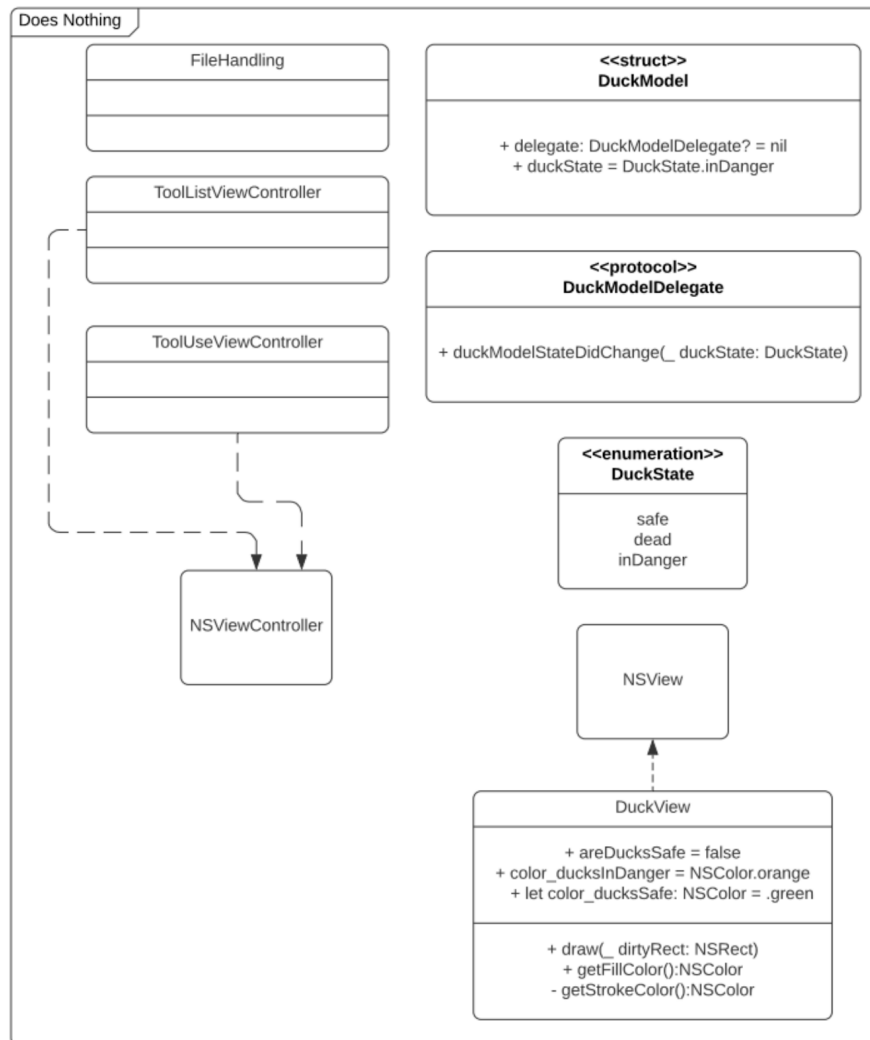 Does Nothing
FileHandling
ToolListViewController
ToolUseViewController
NSViewController
<<struct>>
DuckModel
+ delegate: DuckModelDelegate? = nil
+ duckState = DuckState.inDanger
<<protocol>>
DuckModelDelegate
+ duckModelStateDidChange(_ duckState: DuckState)
<<enumeration>>
DuckState
safe
dead
inDanger
NSView
DuckView
+ areDucksSafe = false
+ color_ducksInDanger = NSColor.orange
+ let color_ducksSafe: NSColor = .green
+ draw(_ dirtyRect: NSRect)
+ getFillColor():NSColor
- getStrokeColor():NSColor